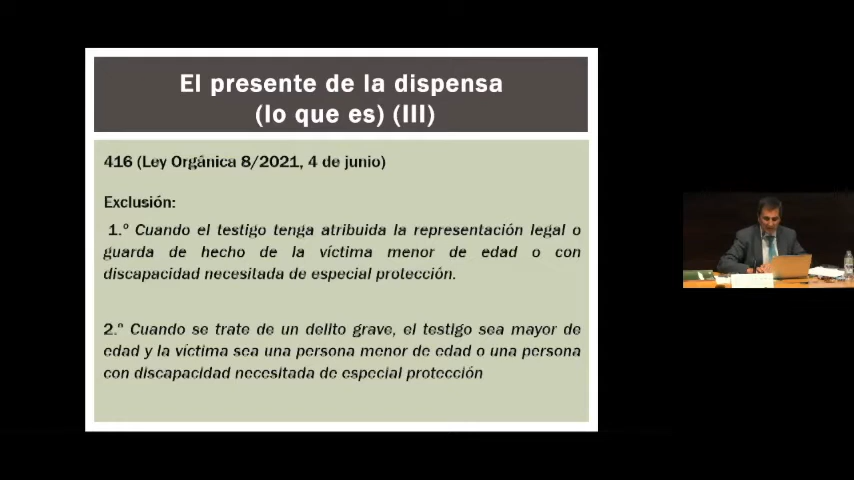 El presente de la dispensa
(lo que es) (III)
416 (Ley Orgánica 8/2021, 4 de junio)
Exclusión:
1.º Cuando el testigo tenga atribuida la representación legal o
guarda de hecho de la víctima menor de edad o con
discapacidad necesitada de especial protección.
2.º Cuando se trate de un delito grave, el testigo sea mayor de
edad y la víctima sea una persona menor de edad o una persona
con discapacidad necesitada de especial protección